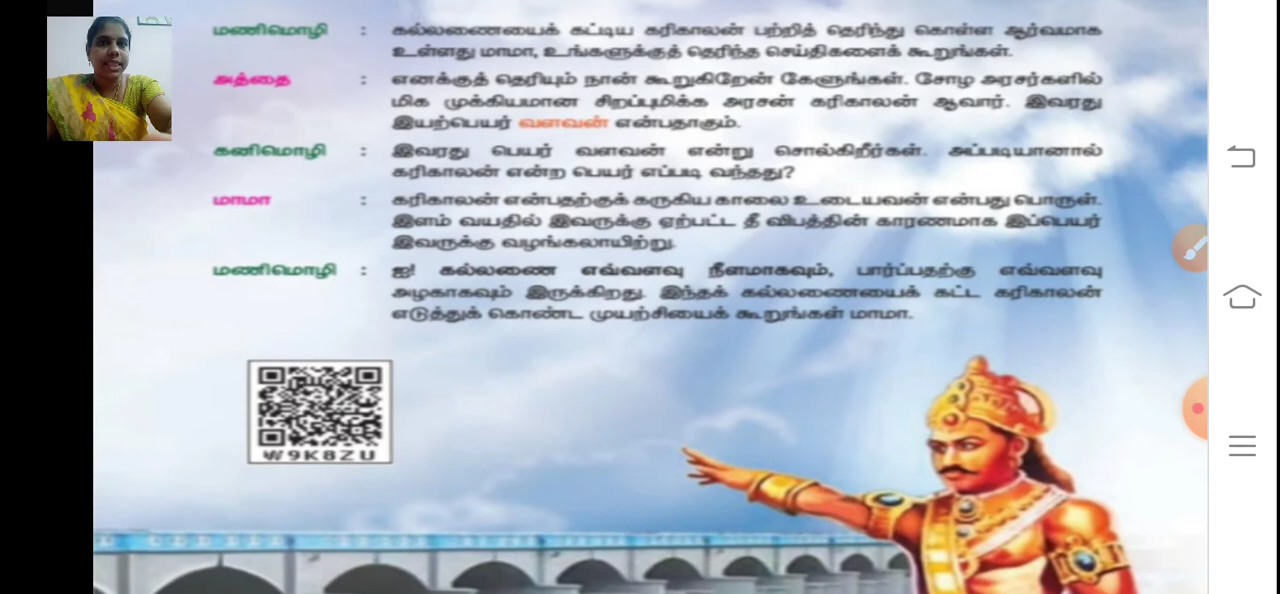 மணிமொழி : கல்லணையைக் கட்டிய கரிகாலன் பற்றித் தெரிந்து கொள்ள ஆர்வமாக
உள்ளது மாமா, உங்களுக்குத் தெரிந்த செய்திகளைக் கூறுங்கள்.
அத்தை : எனக்குத் தெரியும் நான் கூறுகிறேன் கேளுங்கள். சோழ அரசர்களில்
மிக முக்கியமான சிறப்புமிக்க அரசன் கரிகாலன் ஆவார். இவரது
இயற்பெயர் வளவன் என்பதாகும்.
கனிமொழி : இவரது பெயர் வளவன் என்று சொல்கிறீர்கள். அப்படியானால்
கரிகாலன் என்ற பெயர் எப்படி வந்தது?
மாமா : கரிகாலன் என்பதற்குக் கருகிய காலை உடையவன் என்பது பொருள்.
இளம் வயதில் இவருக்கு ஏற்பட்ட தீ விபத்தின் காரணமாக இப்பெயர்
இவருக்கு வழங்கலாயிற்று.
மணிமொழி : ஐ! கல்லணை எவ்வளவு நீளமாகவும், பார்ப்பதற்கு எவ்வளவு
அழகாகவும் இருக்கிறது. இந்தக் கல்லணையைக் கட்ட கரிகாலன்
எடுத்துக் கொண்ட முயற்சியைக் கூறுங்கள் மாமா.
W9K8ZU